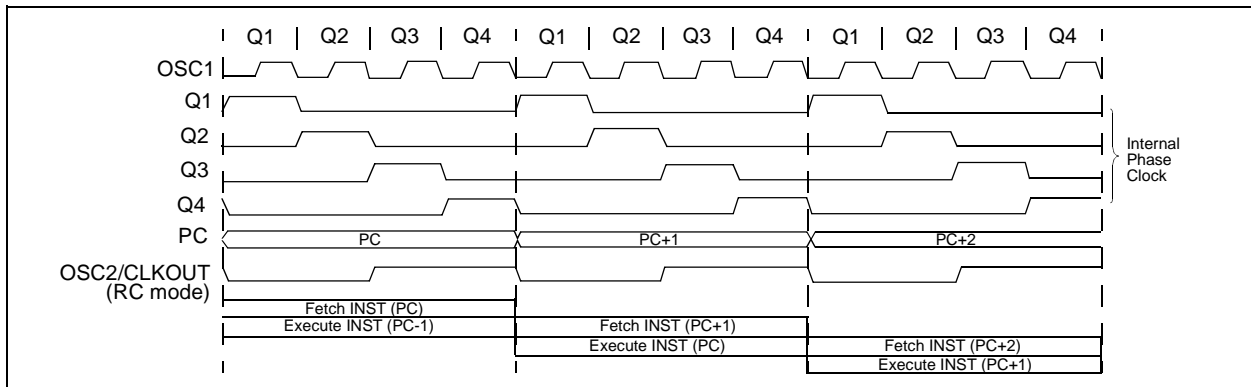 Q1 Q2 Q3 Q4 Q1 Q2 Q3 Q4 Q1 Q2 Q3 Q4
OSC1
Q1
Q2
Q3
Q4
Internal
Phase
Clock
PC PC PC+1 PC+2
OSC2/CLKOUT
(RC mode)
Fetch INST (PC)
Execute INST (PC-1) Fetch INST (PC+1)
Execute INST (PC) Fetch INST (PC+2)
Execute INST (PC+1)